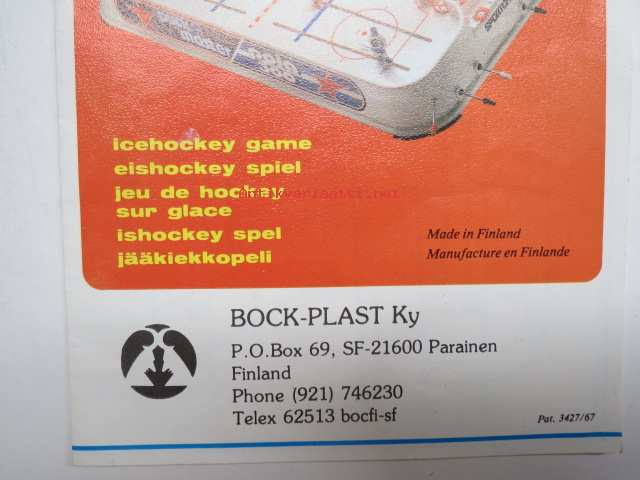 icehockey game
eishockey spiel
jeu de hockey
sur glace
ishockey spel
jääkiekkopeli
Made in Finland
Manufacture en Finlande
BOCK-PLAST Ky
P.O.Box 69, SF-21600 Parainen
Finland
Phone (921) 746230
Telex 62513 bocfi-sf
Pat. 3427/67